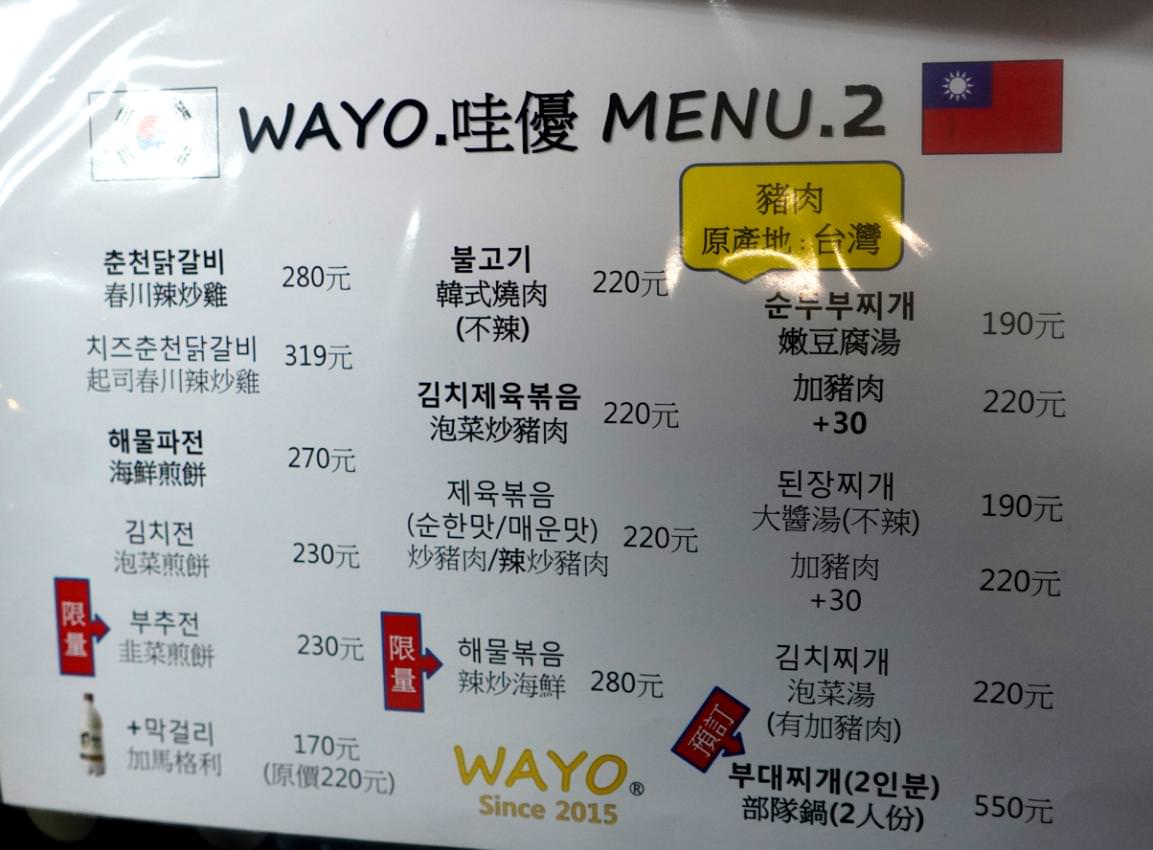 WAYO.哇優 MENU.2
豬肉
原產地:台灣
춘천닭갈비
春川辣炒雞
280元
치즈춘천닭갈비
起司春川辣炒雞
319元
해물파전
海鮮煎餅
270元
김치전
泡菜煎餅
230元
限量
부추전
韭菜煎餅
230元
+막걸리
加馬格利
170元
(原價220元)
불고기
韓式燒肉
(不辣)
220元
김치제육볶음
泡菜炒豬肉
220元
제육볶음
(순한맛/매운맛)
炒豬肉/辣炒豬肉
220元
限量
해물볶음
辣炒海鮮
280元
WAYO®
Since 2015
순두부찌개
嫩豆腐湯
190元
加豬肉
+30
220元
된장찌개
大醬湯(不辣)
190元
加豬肉
+30
220元
김치찌개
泡菜湯
(有加豬肉)
220元
預訂
부대찌개(2인분)
部隊鍋(2人份)
550元